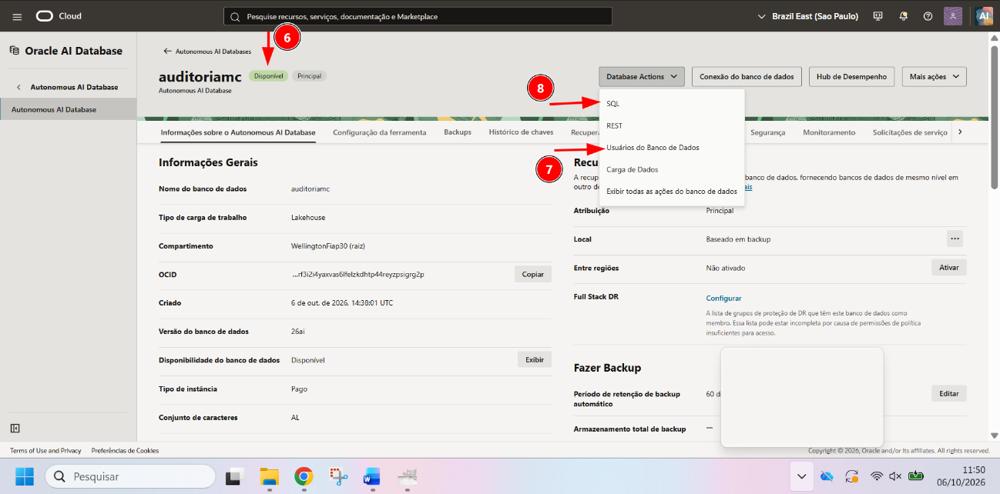 Cloud
Pesquise recursos, serviços, documentação e Marketplace
Brazil East (Sao Paulo)
AI
6
Oracle AI Database
Autonomous AI Database
Autonomous AI Database
Autonomous AI Databases
auditoriamc
Disponível
Principal
Autonomous AI Database
Database Actions
Conexão do banco de dados
Hub de Desempenho
Mais ações
8
SQL
REST
Usuários do Banco de Dados
Carga de Dados
Exibir todas as ações do banco de dados
7
Informações sobre o Autonomous AI Database
Configuração da ferramenta
Backups
Histórico de chaves
Recupera
Segurança
Monitoramento
Solicitações de serviço
Informações Gerais
Nome do banco de dados
auditoriamc
Tipo de carga de trabalho
Lakehouse
Compartimento
WellingtonFiap30 (raiz)
OCID
...rf3i2i4yaxvas6lfelzkdhtp44reyzpsigrg2p
Copiar
Criado
6 de out. de 2026, 14:38:01 UTC
Versão do banco de dados
26ai
Disponibilidade do banco de dados
Disponível
Exibir
Tipo de instância
Pago
Conjunto de caracteres
AL
Recu
A recup
banco de dados, fornecendo bancos de dados de mesmo nível em
outro do
ais
Atribuição
Principal
Local
Baseado em backup
Entre regiões
Não ativado
Ativar
Full Stack DR
Configurar
A lista de grupos de proteção de DR que têm este banco de dados como
membro. Essa lista pode estar incompleta por causa de permissões de política
insuficientes para acesso.
Fazer Backup
Período de retenção de backup
automático
60 di
Editar
Armazenamento total de backup
—
Terms of Use and Privacy
Preferências de Cookies
Copyright © 2026, Oracle and/or its affiliates. All rights reserved.
Pesquisar
11:50
06/10/2026